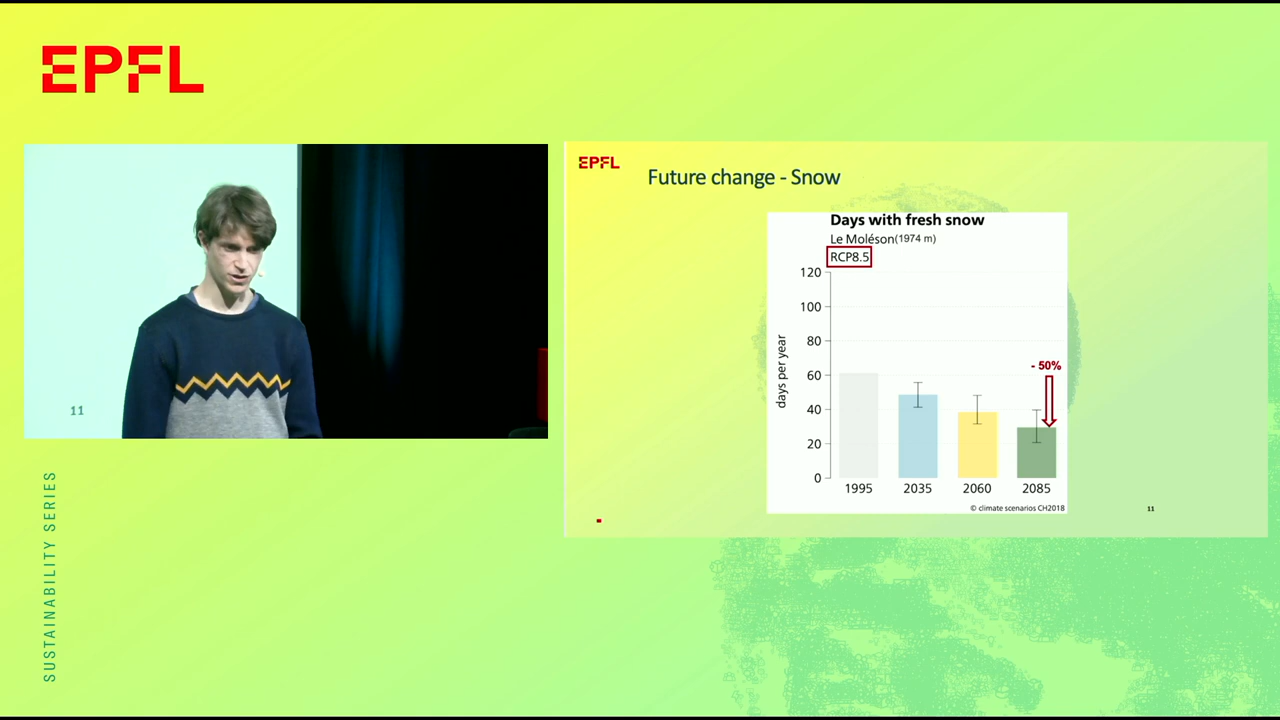 EPFL
11
SUSTAINABILITY SERIES
EPFL
Future change - Snow
Days with fresh snow
Le Moléson(1974 m)
RCP8.5
days per year
120
100
80
60
40
20
0
- 50%
1995 2035 2060 2085
© climate scenarios CH2018
11